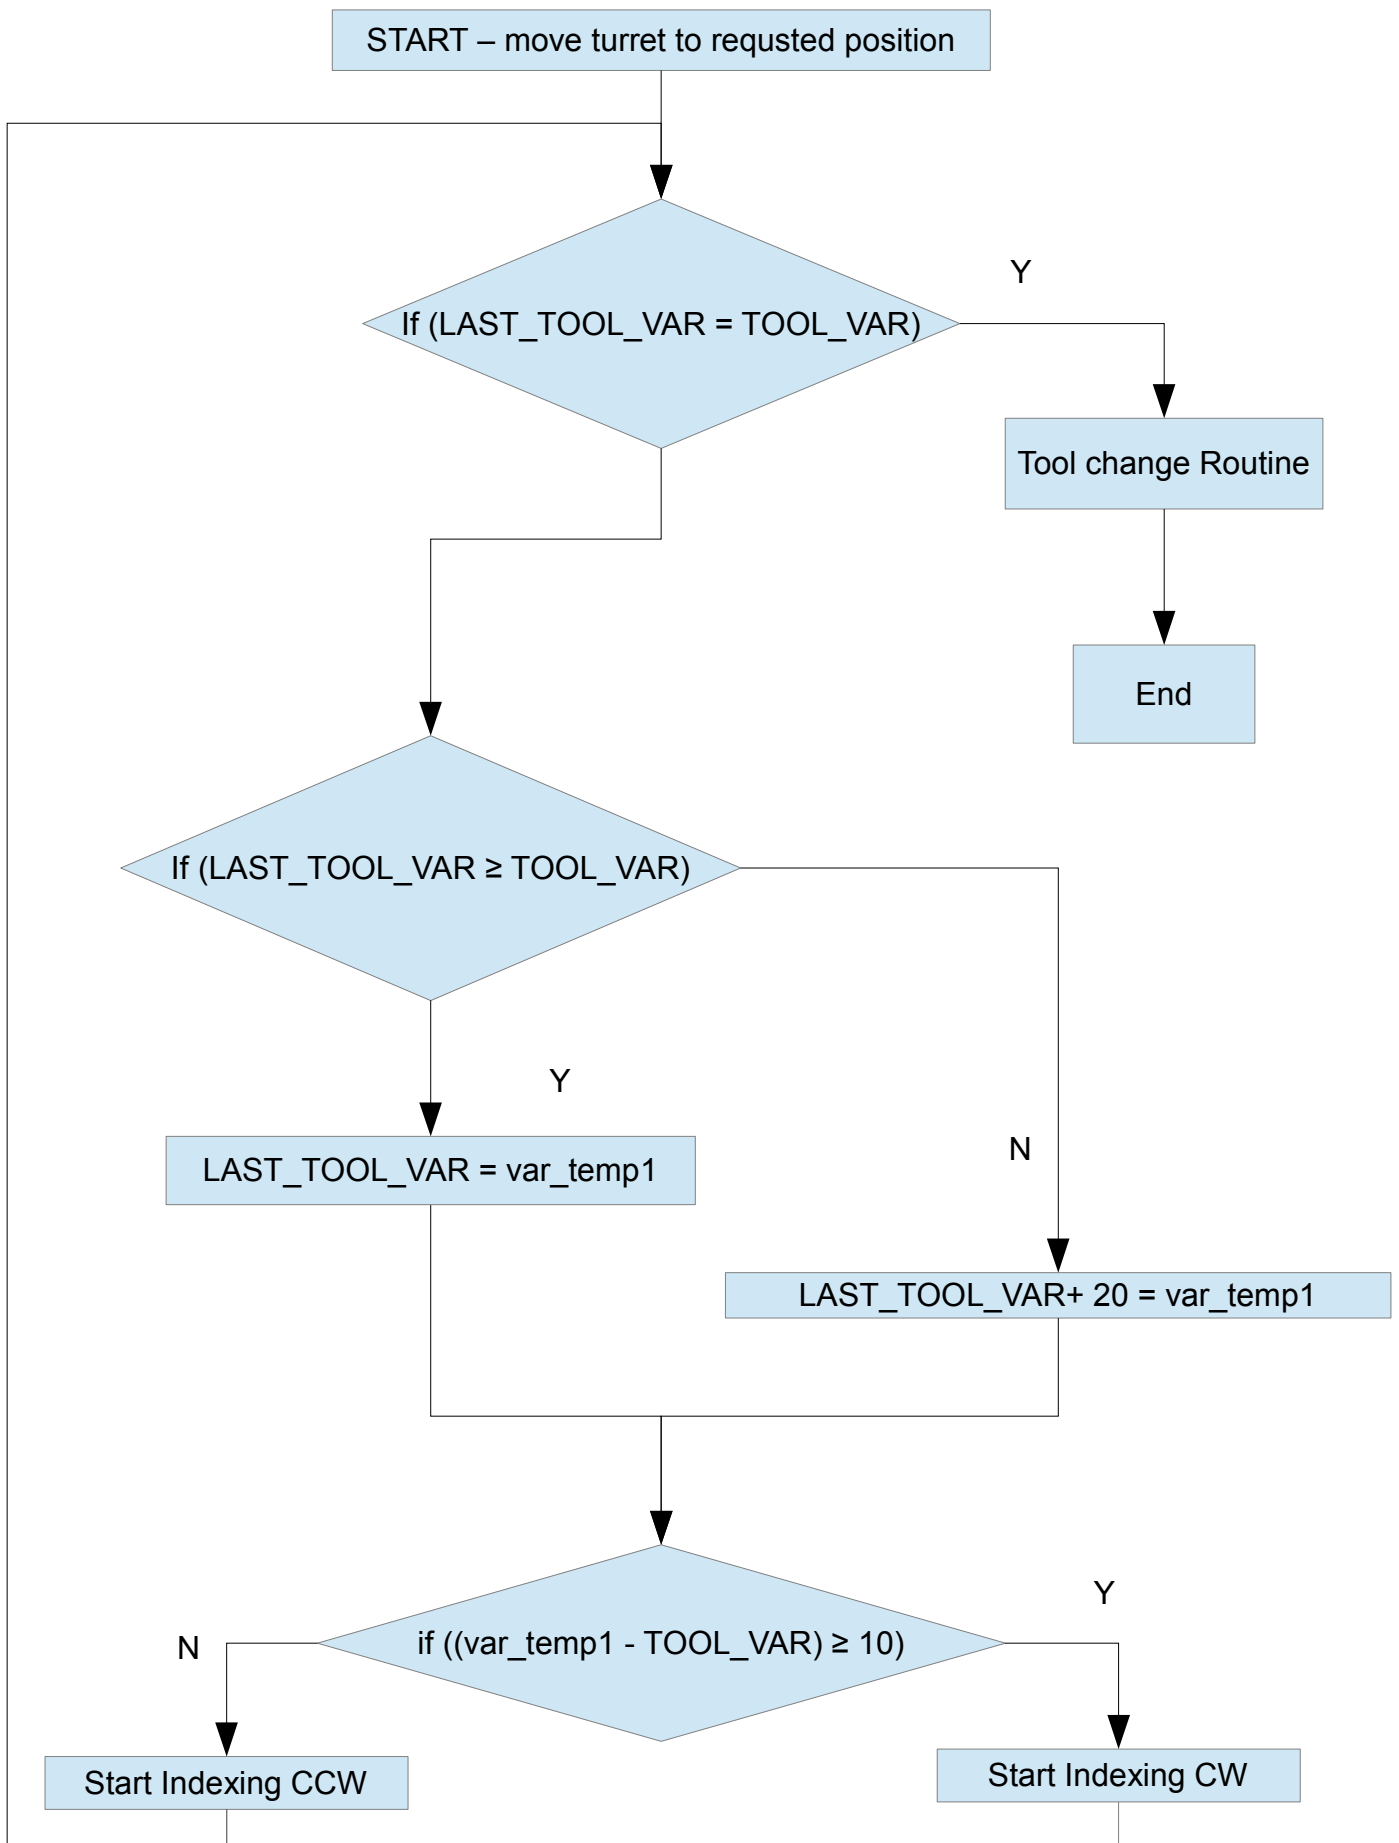 START – move turret to requsted position
Y
If (LAST_TOOL_VAR = TOOL_VAR)
Tool change Routine
End
If (LAST_TOOL_VAR ≥ TOOL_VAR)
Y
N
LAST_TOOL_VAR = var_temp1
LAST_TOOL_VAR+ 20 = var_temp1
Y
N
if ((var_temp1 - TOOL_VAR) ≥ 10)
Start Indexing CCW
Start Indexing CW